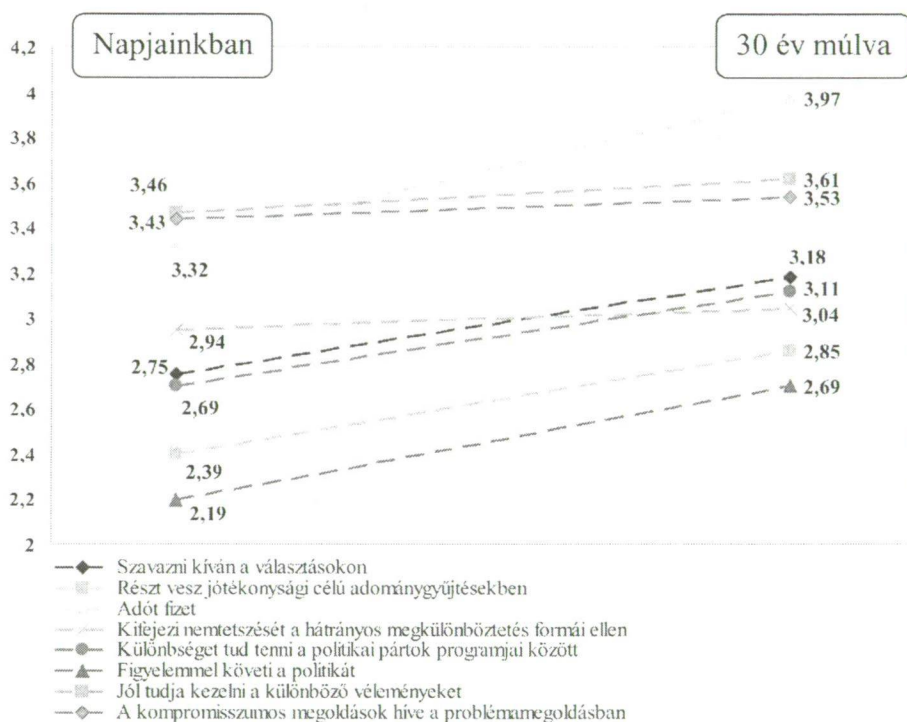 Napjainkban
30 év múlva
4,2
4
3,8
3,6
3,4
3,2
3
2,8
2,6
2,4
2,2
2
3,46
3,43
3,32
2,94
2,75
2,69
2,39
2,19
3,97
3,61
3,53
3,18
3,11
3,04
2,85
2,69
Szavazni kíván a választásokon
Részt vesz jótékonysági célú adománygyűjtésekben
Adót fizet
Kifejezi nemtetszését a hátrányos megkülönböztetés formái ellen
Különbséget tud tenni a politikai pártok programjai között
Figyelemmel követi a politikát
Jól tudja kezelni a különböző véleményeket
A kompromisszumos megoldások híve a problémamegoldásban